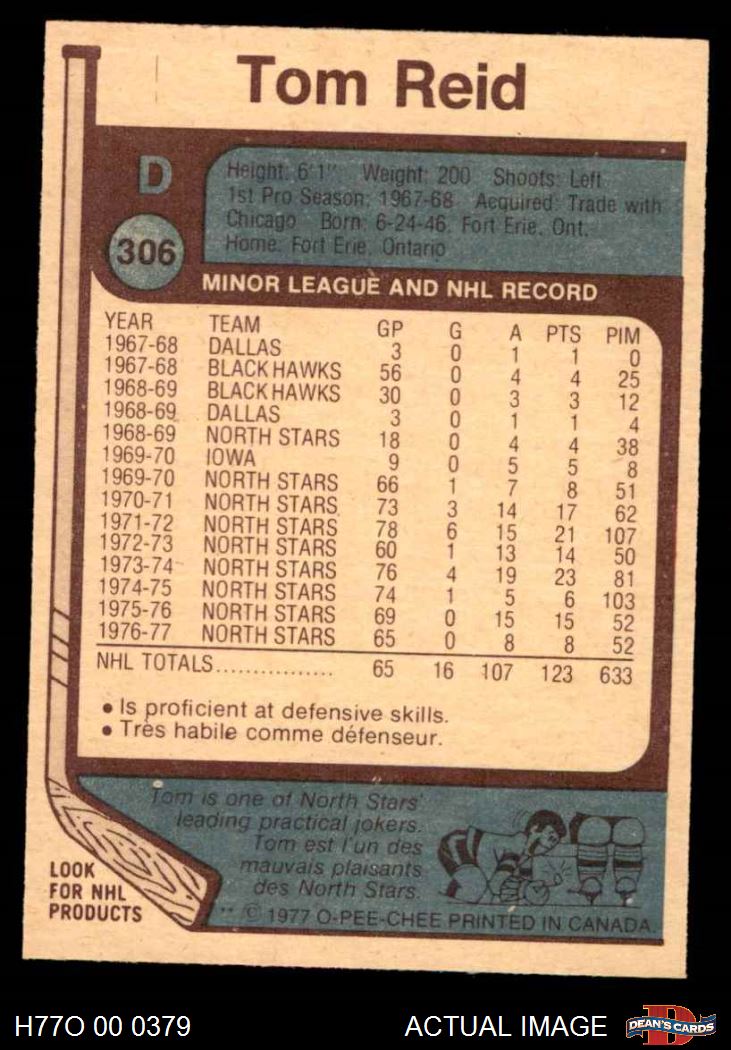 Tom Reid
D
306
Height: 6'1". Weight: 200 Shoots: Left
1st Pro Season: 1967-68 Acquired: Trade with
Chicago Born: 6-24-46, Fort Erie, Ont.
Home: Fort Erie, Ontario
MINOR LEAGUE AND NHL RECORD
YEAR TEAM GP G A PTS PIM
1967-68 DALLAS 3 0 1 1 0
1967-68 BLACK HAWKS 56 0 4 4 25
1968-69 BLACK HAWKS 30 0 3 3 12
1968-69 DALLAS 3 0 1 1 4
1968-69 NORTH STARS 18 0 4 4 38
1969-70 IOWA 9 0 5 5 8
1969-70 NORTH STARS 66 1 7 8 51
1970-71 NORTH STARS 73 3 14 17 62
1971-72 NORTH STARS 78 6 15 21 107
1972-73 NORTH STARS 60 1 13 14 50
1973-74 NORTH STARS 76 4 19 23 81
1974-75 NORTH STARS 74 1 5 6 103
1975-76 NORTH STARS 69 0 15 15 52
1976-77 NORTH STARS 65 0 8 8 52
NHL TOTALS................ 65 16 107 123 633
• Is proficient at defensive skills.
• Très habile comme défenseur.
Tom is one of North Stars'
leading practical jokers.
Tom est l'un des
mauvais plaisants
des North Stars.
LOOK
FOR NHL
PRODUCTS
** © 1977 O-PEE-CHEE PRINTED IN CANADA.
H77O 00 0379
ACTUAL IMAGE
D
DEAN'S CARDS